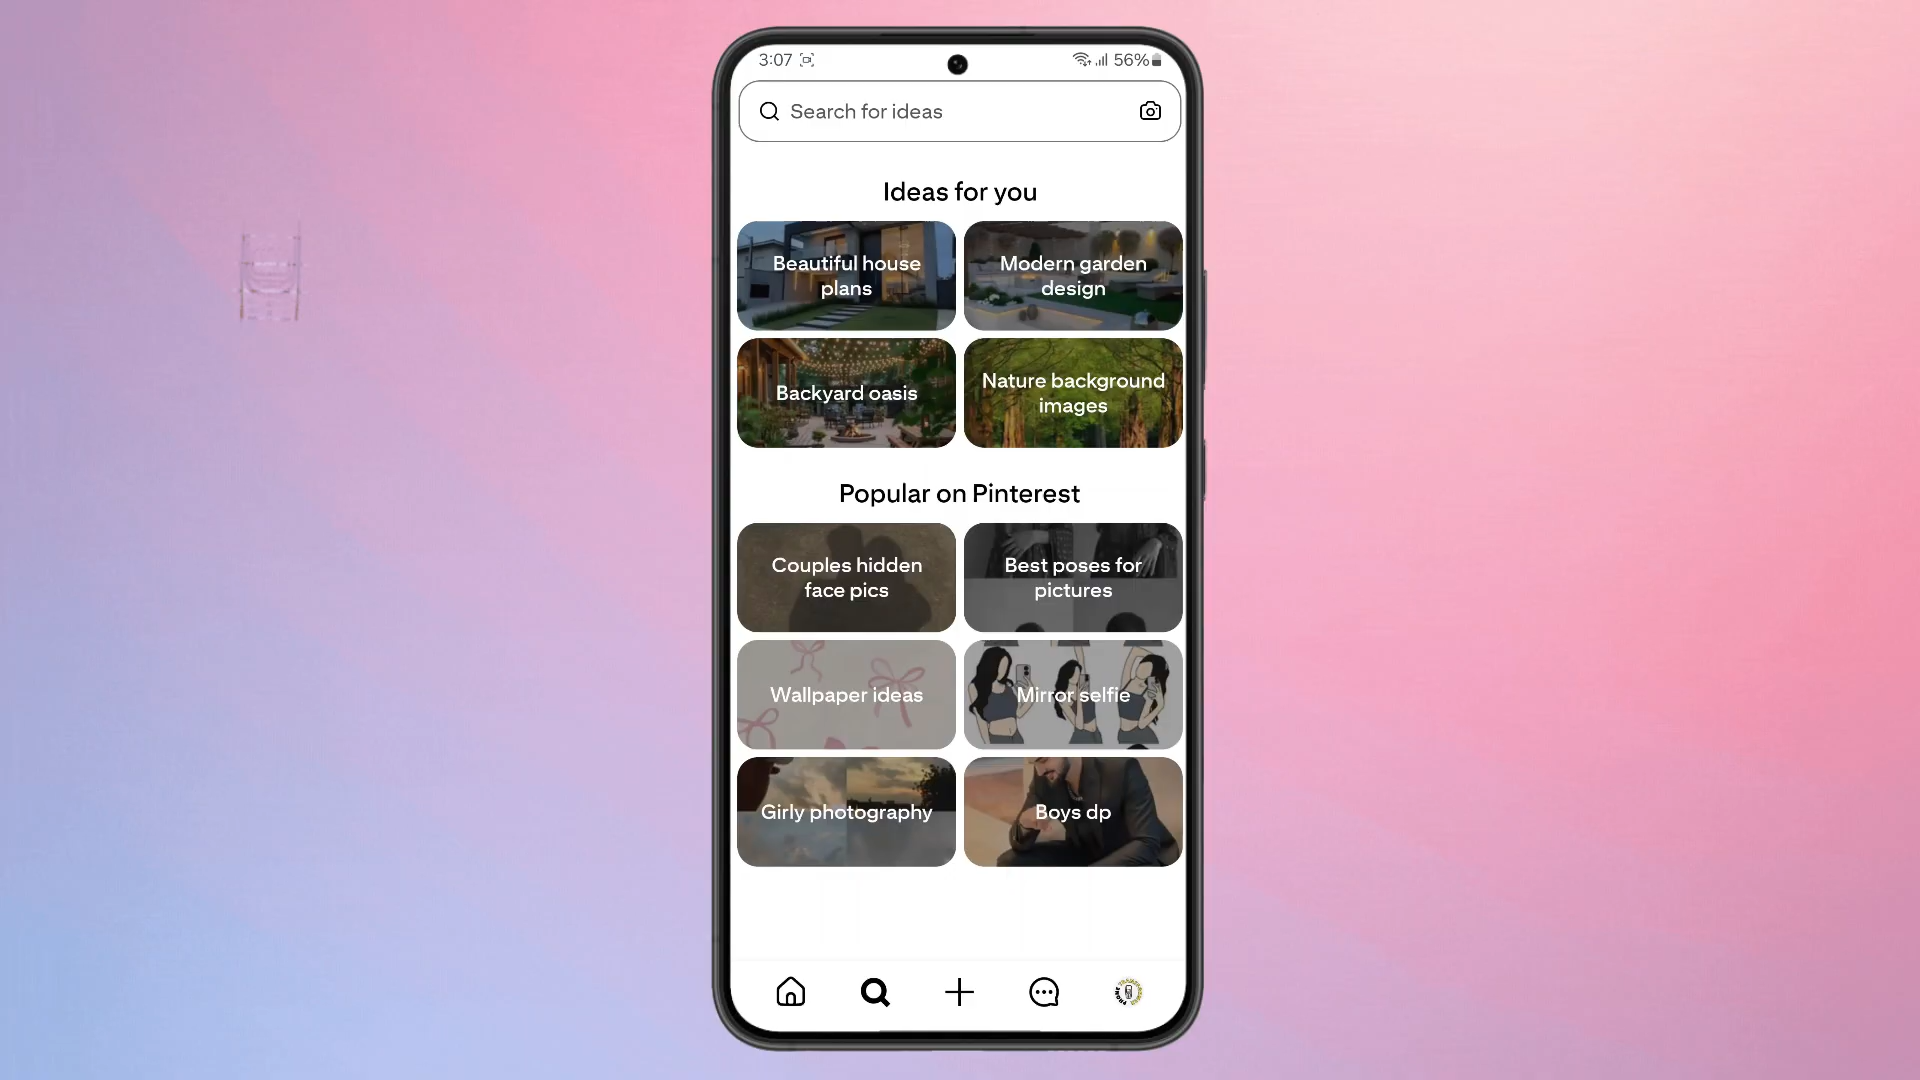 3:07
56%
Search for ideas
Ideas for you
Beautiful house
plans
Modern garden
design
Backyard oasis
Nature background
images
Popular on Pinterest
Couples hidden
face pics
Best poses for
pictures
Wallpaper ideas
Mirror selfie
Girly photography
Boys dp